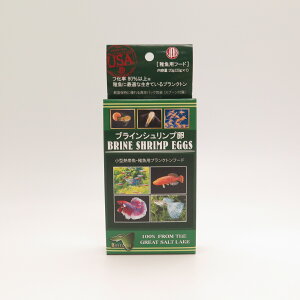 USA
【稚魚用フード】
フ化率 80%以上※
稚魚に最適な生きているプランクトン
ブラインシュリンプ卵
BRINE SHRIMP EGGS
小型熱帯魚・稚魚用プランクトンフード
100% FROM THE
GREAT SALT LAKE